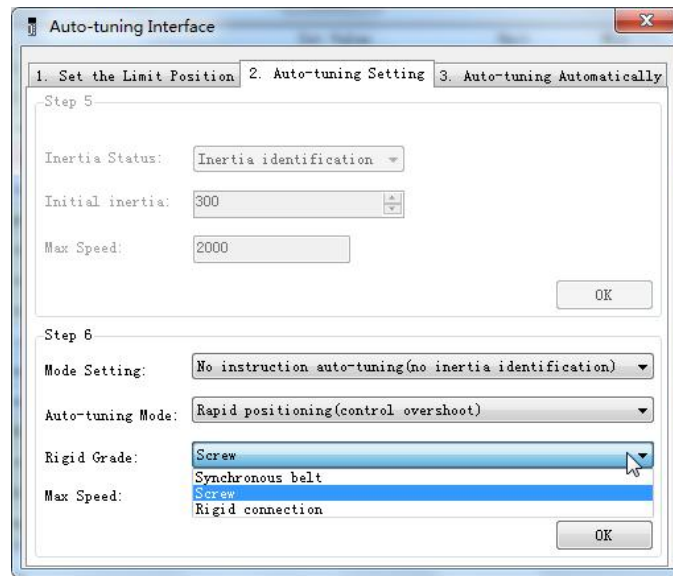 Auto-tuning Interface
1. Set the Limit Position 2. Auto-tuning Setting 3. Auto-tuning Automatically
Step 5
Inertia Status: Inertia identification
Initial inertia: 300
Max Speed: 2000
OK
Step 6
Mode Setting: No instruction auto-tuning(no inertia identification)
Auto-tuning Mode: Rapid positioning(control overshoot)
Rigid Grade: Screw
Synchronous belt
Max Speed: Screw
Rigid connection
OK